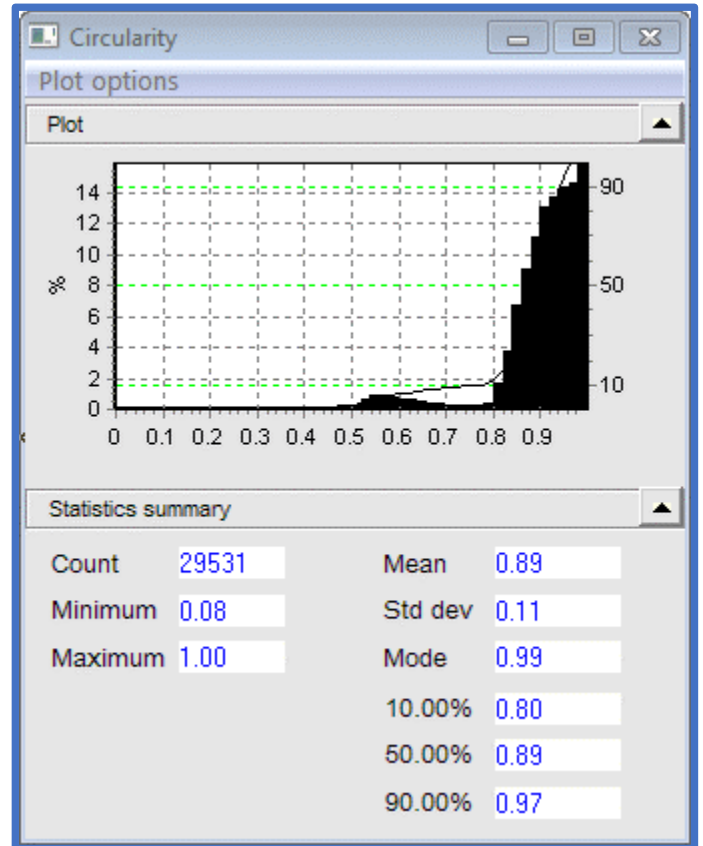 Circularity
Plot options
Plot
14
12
10
8
6
4
2
0
%
90
50
10
0 0.1 0.2 0.3 0.4 0.5 0.6 0.7 0.8 0.9
Statistics summary
Count 29531 Mean 0.89
Minimum 0.08 Std dev 0.11
Maximum 1.00 Mode 0.99
10.00% 0.80
50.00% 0.89
90.00% 0.97